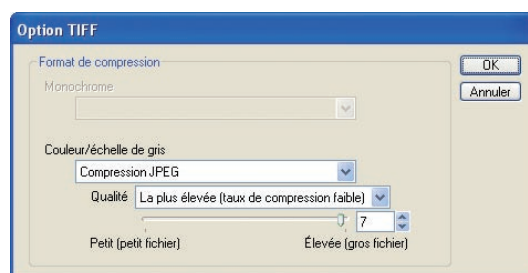 Option TIFF
Format de compression
OK
Monochrome
Annuler
Couleur/échelle de gris
Compression JPEG
Qualité La plus élevée (taux de compression faible)
7
Petit (petit fichier) Élevée (gros fichier)